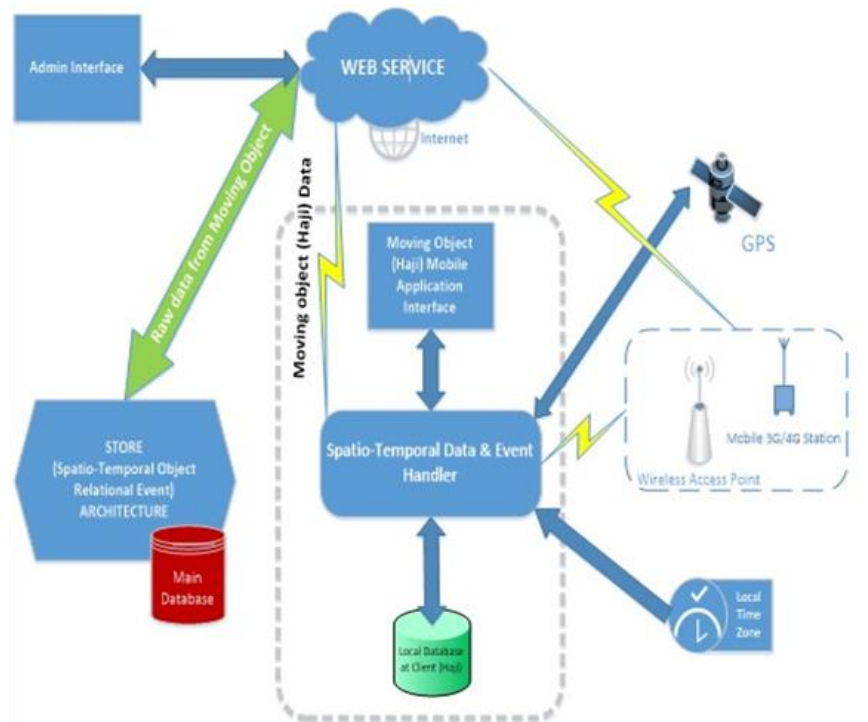 Admin Interface
WEB SERVICE
Internet
Raw data from Moving Object
Moving object (Haji) Data
Moving Object
(Haji) Mobile
Application
Interface
GPS
STORE
(Spatio-Temporal Object
Relational Event)
ARCHITECTURE
Main
Database
Spatio-Temporal Data & Event
Handler
Mobile 3G/4G Station
Wireless Access Point
Local Database
at Client (Haji)
Local
Time
Zone